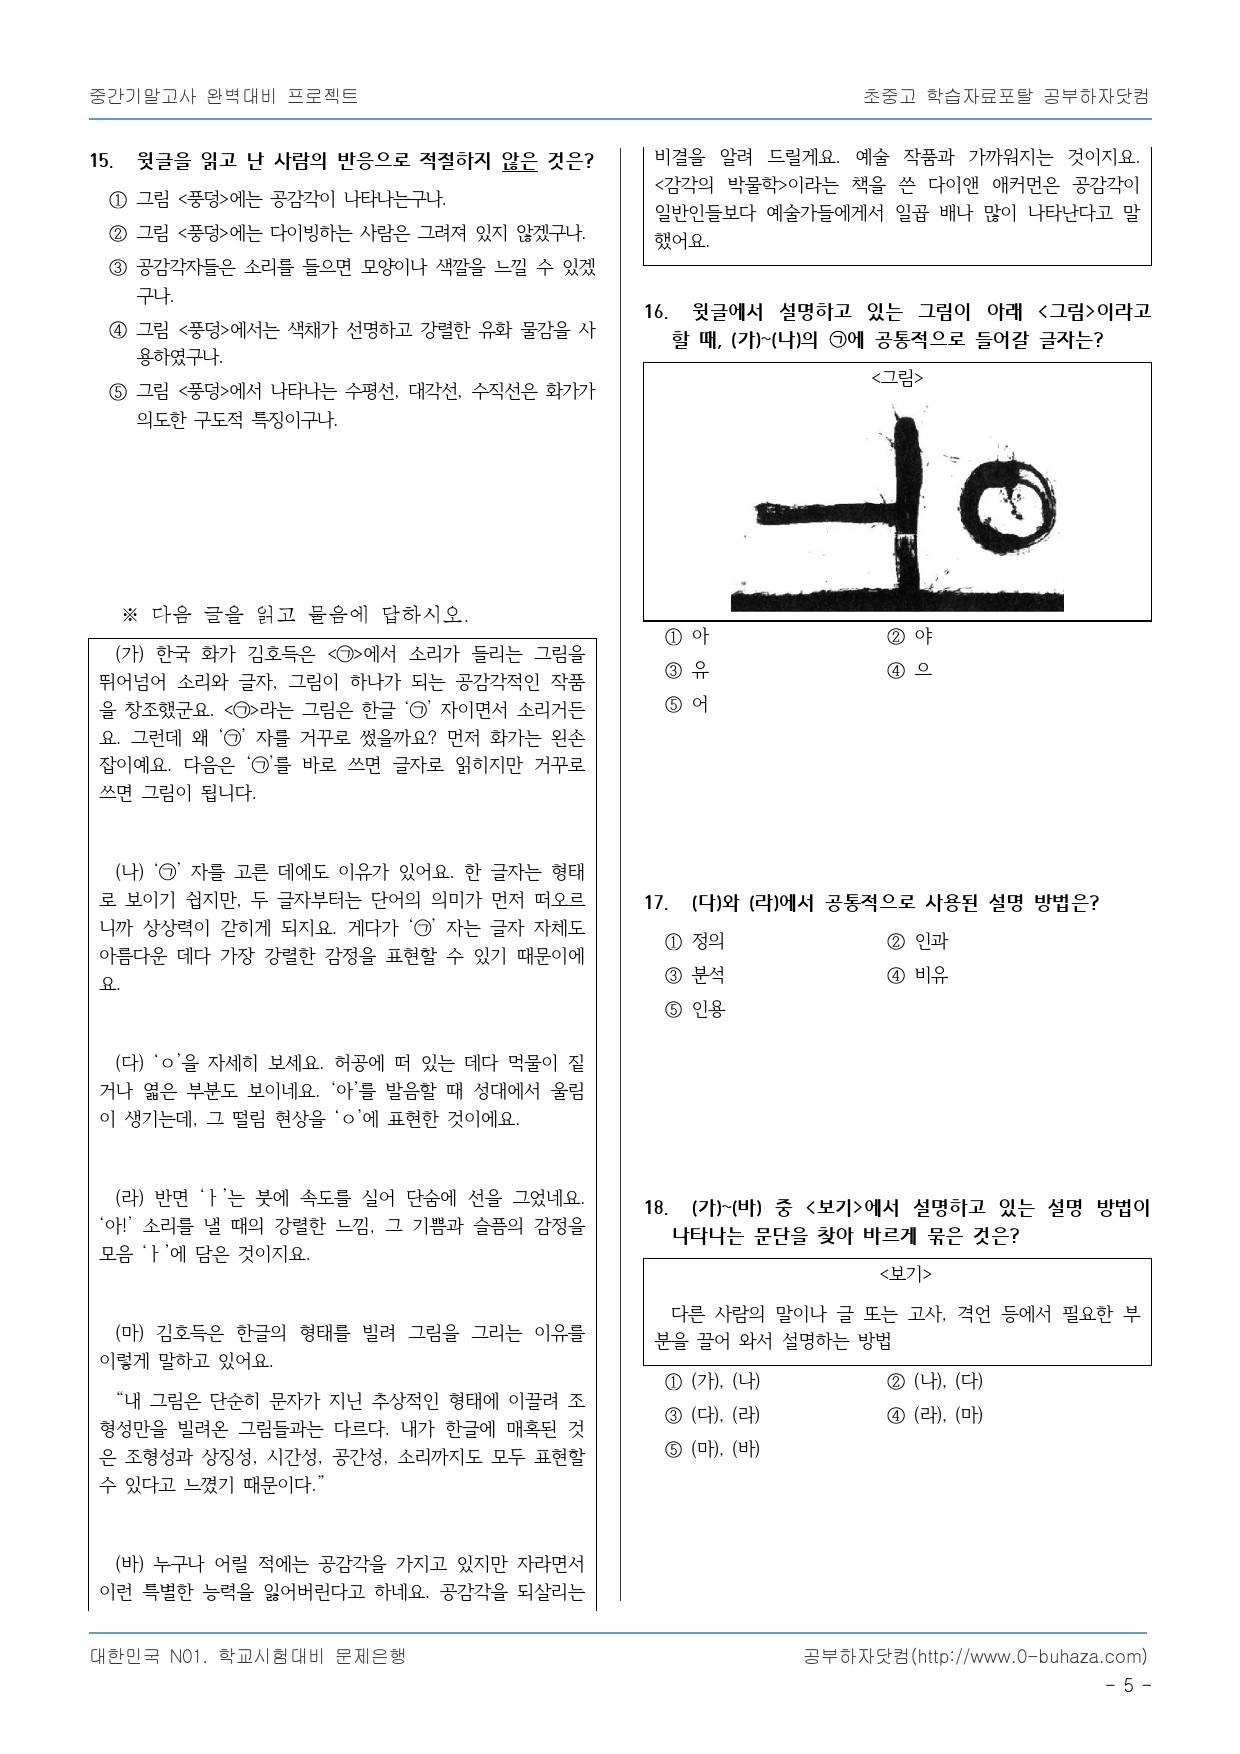 중간기말고사 완벽대비 프로젝트
초중고 학습자료포탈 공부하자닷컴
15. 윗글을 읽고 난 사람의 반응으로 적절하지 않은 것은?
① 그림 <풍덩>에는 공감각이 나타나는구나.
② 그림 <풍덩>에는 다이빙하는 사람은 그려져 있지 않겠구나.
③ 공감각자들은 소리를 들으면 모양이나 색깔을 느낄 수 있겠
구나.
④ 그림 <풍덩>에서는 색채가 선명하고 강렬한 유화 물감을 사
용하였구나.
⑤ 그림 <풍덩>에서 나타나는 수평선, 대각선, 수직선은 화가가
의도한 구도적 특징이구나.
※ 다음 글을 읽고 물음에 답하시오.
(가) 한국 화가 김호득은 <㉠>에서 소리가 들리는 그림을
뛰어넘어 소리와 글자, 그림이 하나가 되는 공감각적인 작품
을 창조했군요. <㉠>라는 그림은 한글 ‘㉠’ 자이면서 소리거든
요. 그런데 왜 ‘㉠’ 자를 거꾸로 썼을까요? 먼저 화가는 왼손
잡이예요. 다음은 ‘㉠’를 바로 쓰면 글자로 읽히지만 거꾸로
쓰면 그림이 됩니다.
(나) ‘㉠’ 자를 고른 데에도 이유가 있어요. 한 글자는 형태
로 보이기 쉽지만, 두 글자부터는 단어의 의미가 먼저 떠오르
니까 상상력이 갇히게 되지요. 게다가 ‘㉠’ 자는 글자 자체도
아름다운 데다 가장 강렬한 감정을 표현할 수 있기 때문이에
요.
(다) ‘ㅇ’을 자세히 보세요. 허공에 떠 있는 데다 먹물이 짙
거나 엷은 부분도 보이네요. ‘아’를 발음할 때 성대에서 울림
이 생기는데, 그 떨림 현상을 ‘ㅇ’에 표현한 것이에요.
(라) 반면 ‘ㅏ’는 붓에 속도를 실어 단숨에 선을 그었네요.
‘아!’ 소리를 낼 때의 강렬한 느낌, 그 기쁨과 슬픔의 감정을
모음 ‘ㅏ’에 담은 것이지요.
(마) 김호득은 한글의 형태를 빌려 그림을 그리는 이유를
이렇게 말하고 있어요.
“내 그림은 단순히 문자가 지닌 추상적인 형태에 이끌려 조
형성만을 빌려온 그림들과는 다르다. 내가 한글에 매혹된 것
은 조형성과 상징성, 시간성, 공간성, 소리까지도 모두 표현할
수 있다고 느꼈기 때문이다.”
(바) 누구나 어릴 적에는 공감각을 가지고 있지만 자라면서
이런 특별한 능력을 잃어버린다고 하네요. 공감각을 되살리는
비결을 알려 드릴게요. 예술 작품과 가까워지는 것이지요.
<감각의 박물학>이라는 책을 쓴 다이앤 애커먼은 공감각이
일반인들보다 예술가들에게서 일곱 배나 많이 나타난다고 말
했어요.
16. 윗글에서 설명하고 있는 그림이 아래 <그림>이라고
할 때, (가)~(나)의 ㉠에 공통적으로 들어갈 글자는?
<그림>
① 아 ② 야
③ 유 ④ 으
⑤ 어
17. (다)와 (라)에서 공통적으로 사용된 설명 방법은?
① 정의 ② 인과
③ 분석 ④ 비유
⑤ 인용
18. (가)~(바) 중 <보기>에서 설명하고 있는 설명 방법이
나타나는 문단을 찾아 바르게 묶은 것은?
<보기>
다른 사람의 말이나 글 또는 고사, 격언 등에서 필요한 부
분을 끌어 와서 설명하는 방법
① (가), (나) ② (나), (다)
③ (다), (라) ④ (라), (마)
⑤ (마), (바)
대한민국 N01. 학교시험대비 문제은행
공부하자닷컴(http://www.0-buhaza.com)
- 5 -